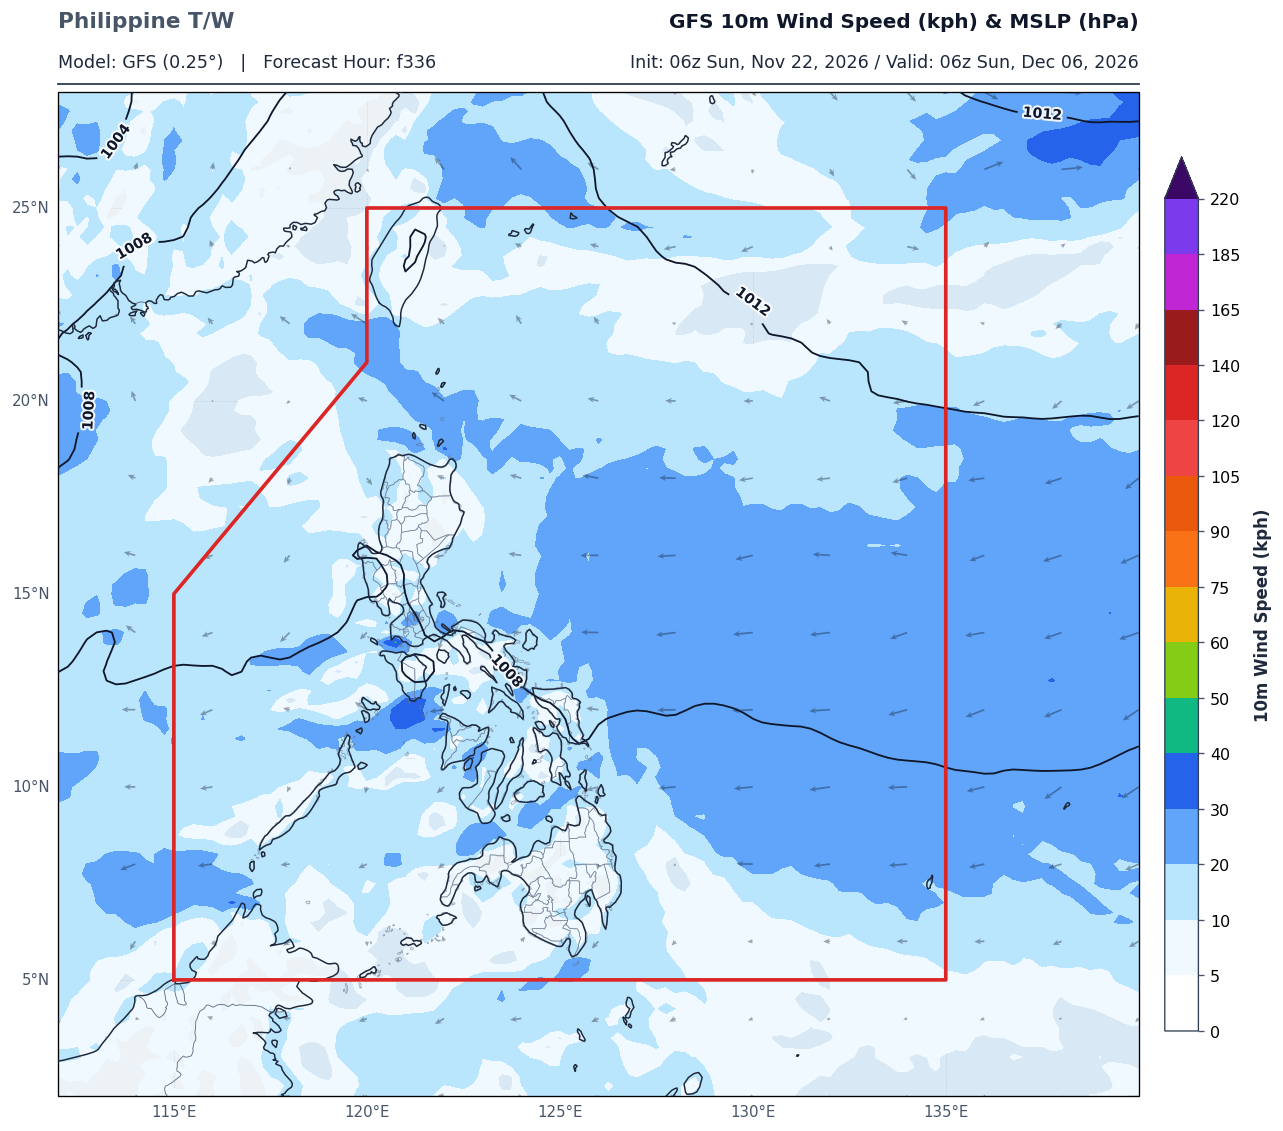 Philippine T/W
GFS 10m Wind Speed (kph) & MSLP (hPa)
Model: GFS (0.25°)   |   Forecast Hour: f336
Init: 06z Sun, Nov 22, 2026 / Valid: 06z Sun, Dec 06, 2026
1004
1012
1008
1012
1008
1008
25°N
20°N
15°N
10°N
5°N
115°E
120°E
125°E
130°E
135°E
220
185
165
140
120
105
90
75
60
50
40
30
20
10
5
0
10m Wind Speed (kph)